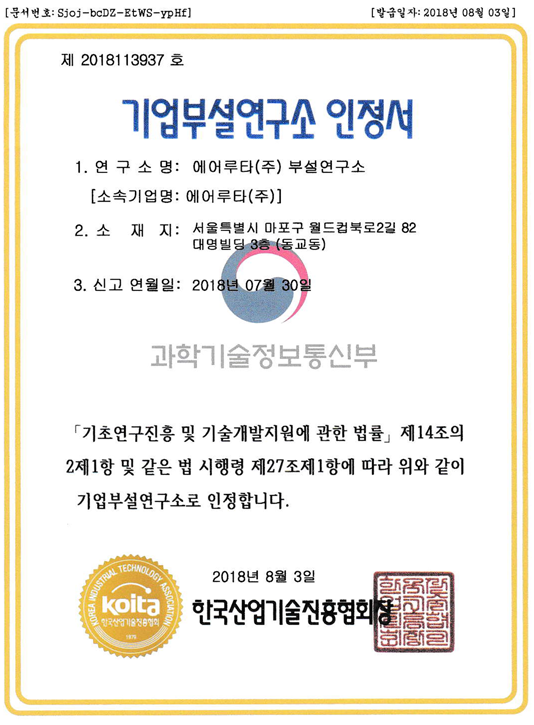 [문서번호: Sjoj-bcDZ-EtWS-ypHf]
[발급일자: 2018년 08월 03일]
제 2018113937 호
기업부설연구소 인정서
1. 연 구 소 명: 에어루타(주) 부설연구소
[소속기업명: 에어루타(주)]
2. 소 재 지: 서울특별시 마포구 월드컵북로2길 82
대명빌딩 3층 (동교동)
3. 신고 연월일: 2018년 07월 30일
과학기술정보통신부
「기초연구진흥 및 기술개발지원에 관한 법률」 제14조의
2제1항 및 같은 법 시행령 제27조제1항에 따라 위와 같이
기업부설연구소로 인정합니다.
2018년 8월 3일
KOREA INDUSTRIAL TECHNOLOGY ASSOCIATION
koita
한국산업기술진흥협회
1979
한국산업기술진흥협회장